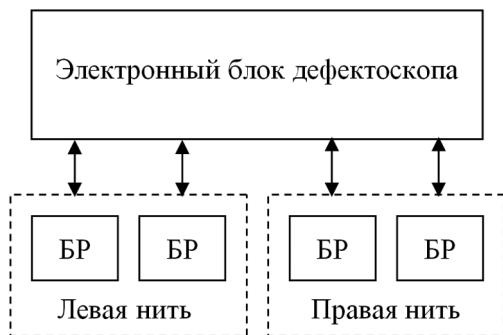 Электронный блок дефектоскопа
БР БР БР БР
Левая нить Правая нить